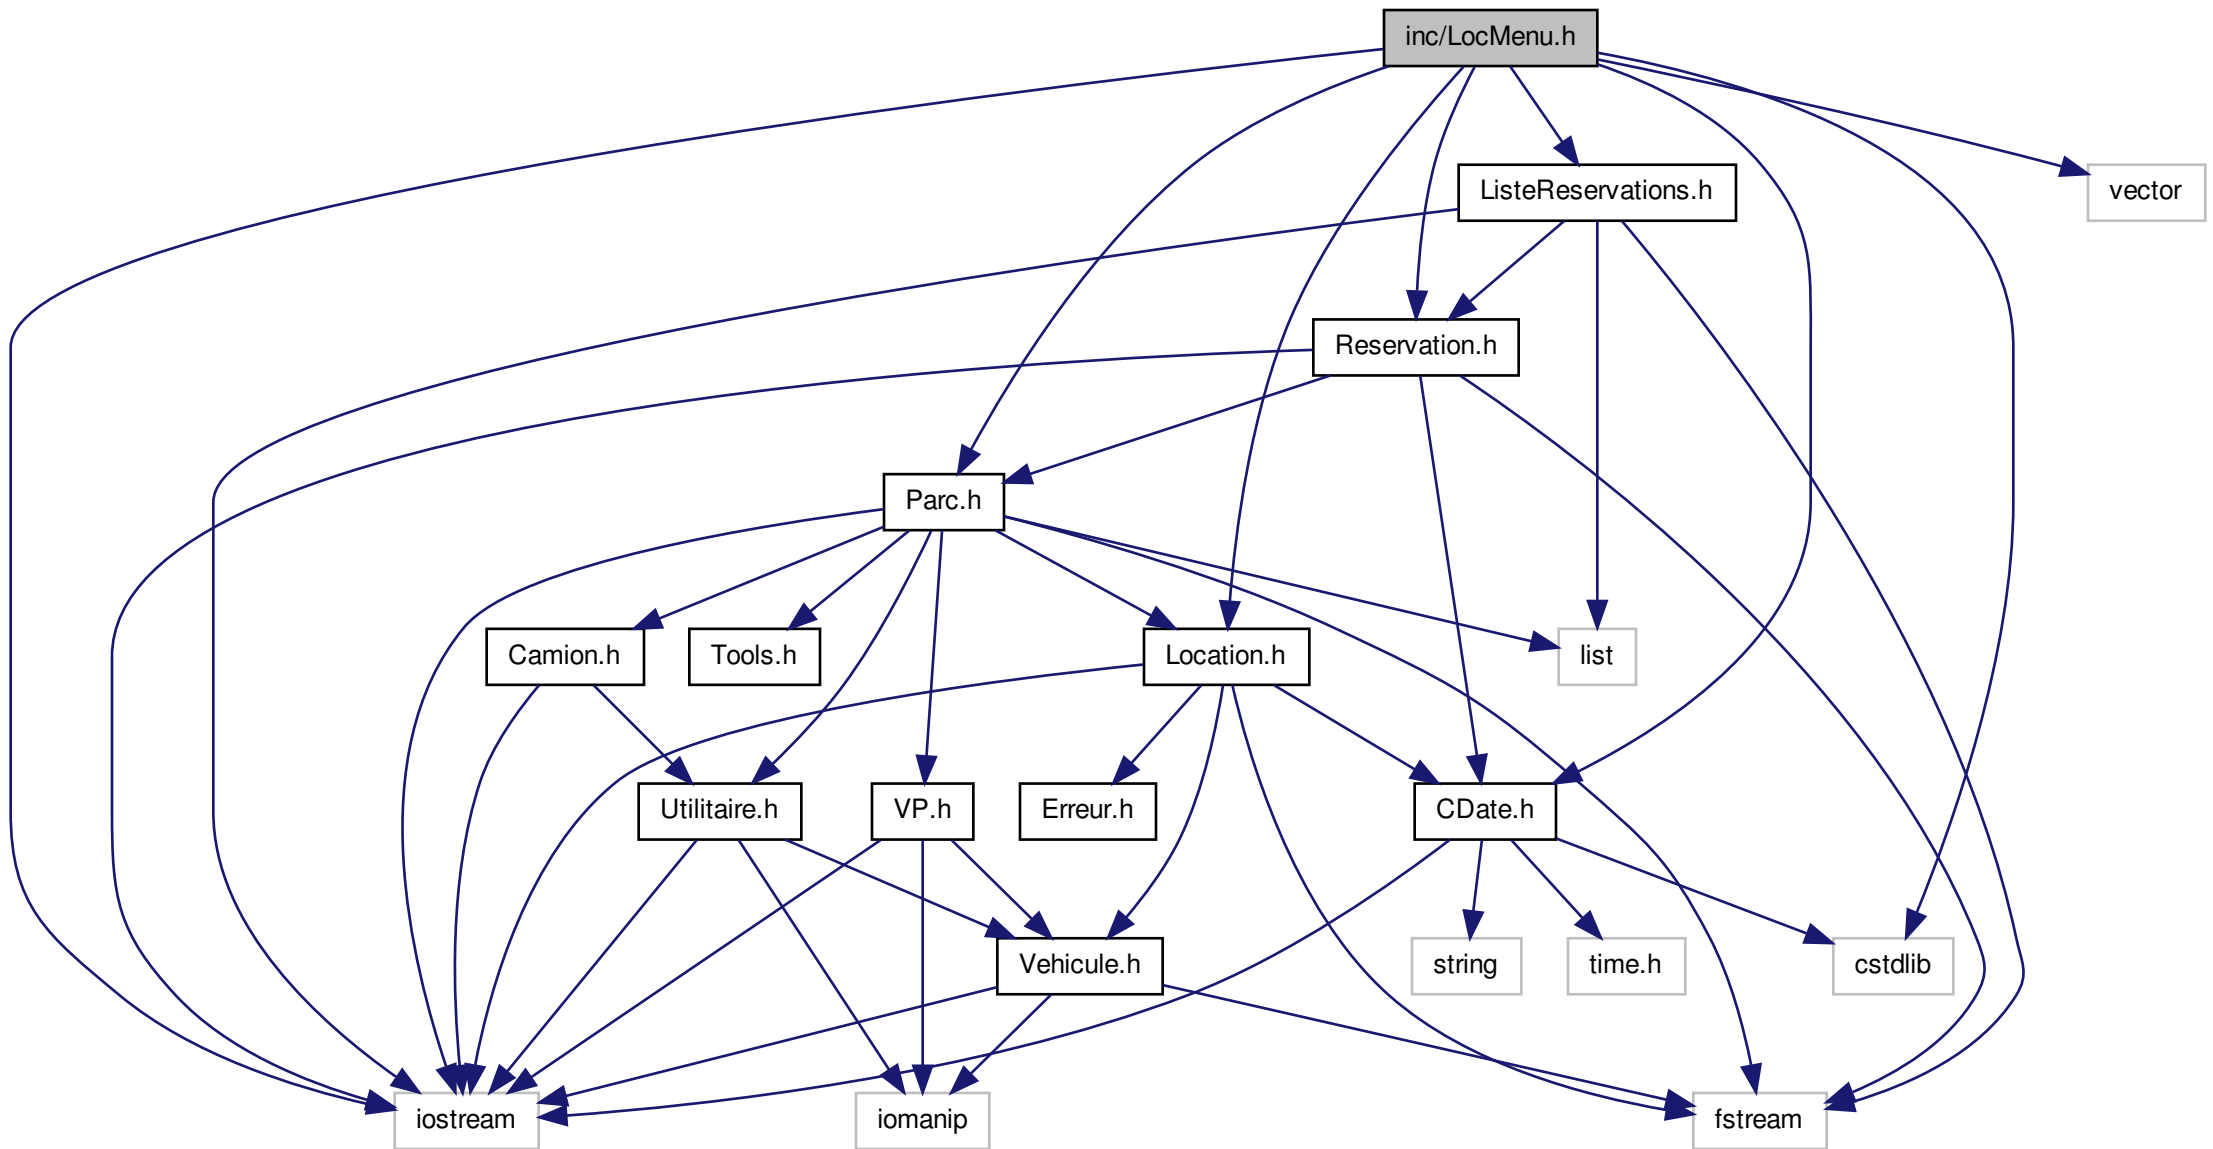 inc/LocMenu.h
ListeReservations.h
vector
Reservation.h
Parc.h
Camion.h
Tools.h
Location.h
list
Utilitaire.h
VP.h
Erreur.h
CDate.h
Vehicule.h
string
time.h
cstdlib
iostream
iomanip
fstream